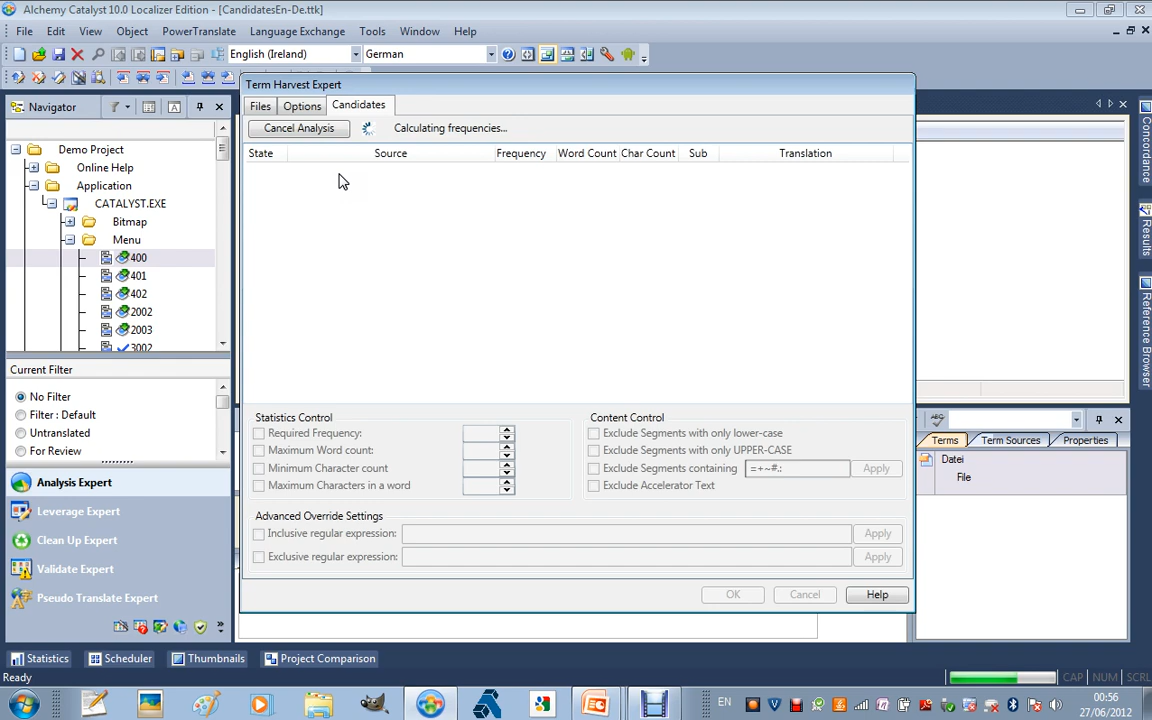 Alchemy Catalyst 10.0 Localizer Edition - [CandidatesEn-De.ttk]
File Edit View Object PowerTranslate Language Exchange Tools Window Help
English (Ireland) German
Navigator
Demo Project
Online Help
Application
CATALYST.EXE
Bitmap
Menu
400
401
402
2002
2003
3002
Current Filter
No Filter
Filter : Default
Untranslated
For Review
Analysis Expert
Leverage Expert
Clean Up Expert
Validate Expert
Pseudo Translate Expert
Term Harvest Expert
Files Options Candidates
Cancel Analysis Calculating frequencies...
State Source Frequency Word Count Char Count Sub Translation
Statistics Control
Required Frequency:
Maximum Word count:
Minimum Character count
Maximum Characters in a word
Content Control
Exclude Segments with only lower-case
Exclude Segments with only UPPER-CASE
Exclude Segments containing =+~#.: Apply
Exclude Accelerator Text
Advanced Override Settings
Inclusive regular expression: Apply
Exclusive regular expression: Apply
OK Cancel Help
Concordance
Results
Reference Browser
ABC
Terms Term Sources Properties
Datei
File
Statistics Scheduler Thumbnails Project Comparison
Ready CAP NUM SCRL
EN
00:56
27/06/2012